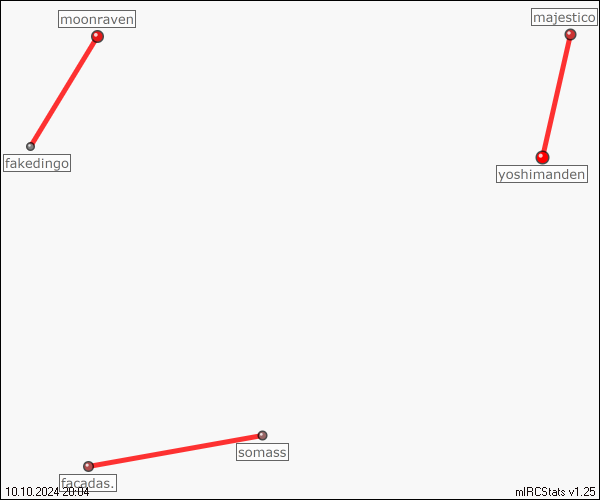 moonraven
majestico
fakedingo
yoshimanden
somass
facadas.
10.10.2024 20:04
mIRCStats v1.25